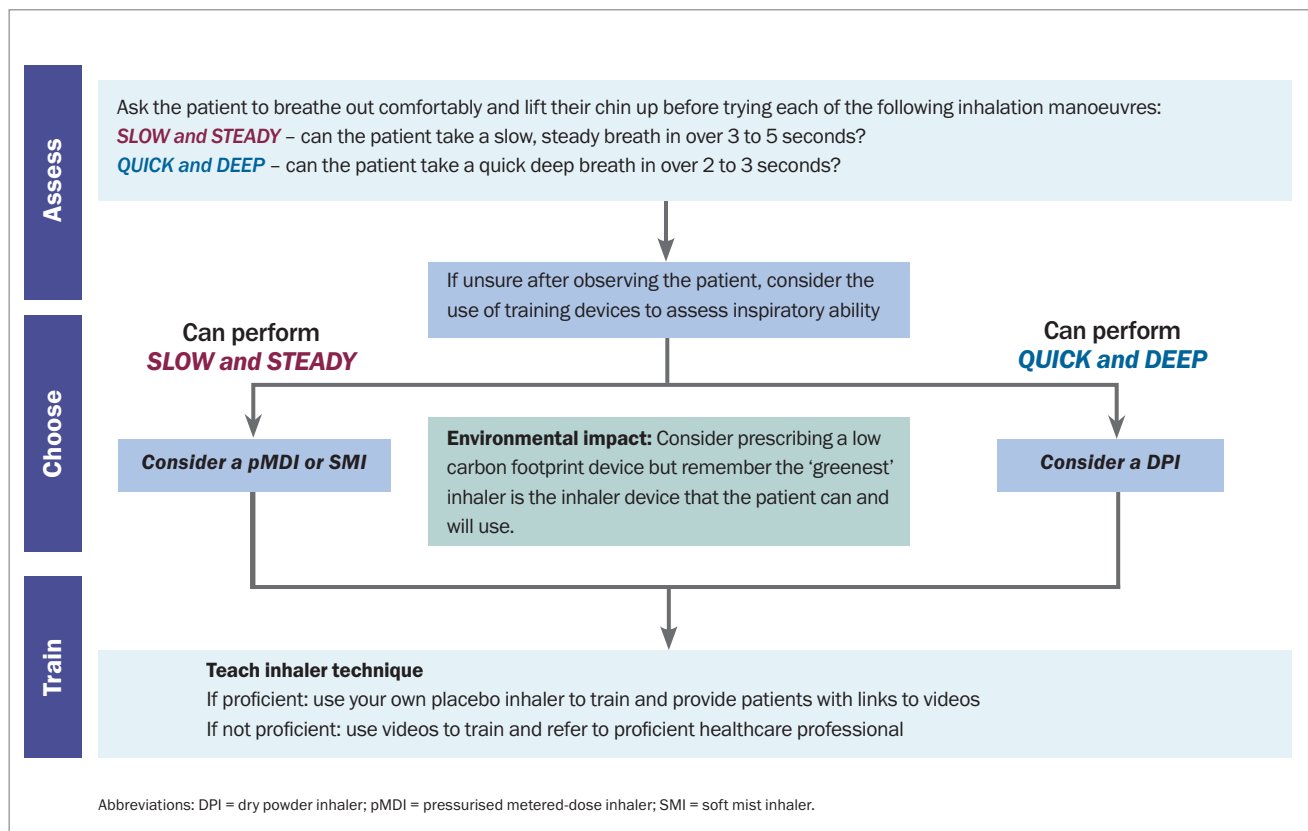 Assess
Ask the patient to breathe out comfortably and lift their chin up before trying each of the following inhalation manoeuvres:
SLOW and STEADY – can the patient take a slow, steady breath in over 3 to 5 seconds?
QUICK and DEEP – can the patient take a quick deep breath in over 2 to 3 seconds?
If unsure after observing the patient, consider the
use of training devices to assess inspiratory ability
Choose
Can perform
SLOW and STEADY
Can perform
QUICK and DEEP
Consider a pMDI or SMI
Environmental impact: Consider prescribing a low
carbon footprint device but remember the ‘greenest’
inhaler is the inhaler device that the patient can and
will use.
Consider a DPI
Train
Teach inhaler technique
If proficient: use your own placebo inhaler to train and provide patients with links to videos
If not proficient: use videos to train and refer to proficient healthcare professional
Abbreviations: DPI = dry powder inhaler; pMDI = pressurised metered-dose inhaler; SMI = soft mist inhaler.